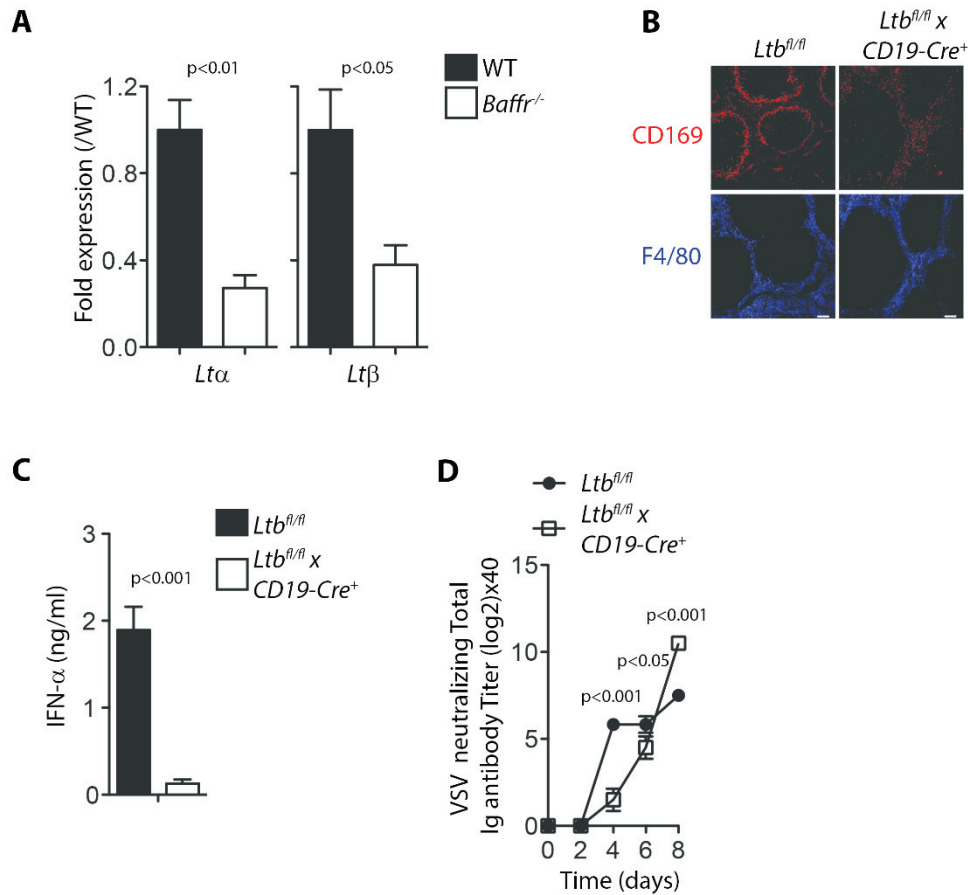 A
p<0.01
p<0.05
WT
Baffr-/-
Fold expression (/WT)
1.2
0.8
0.4
0.0
Ltα
Ltβ
B
Ltbfl/fl
Ltbfl/fl x
CD19-Cre+
CD169
F4/80
C
Ltbfl/fl
Ltbfl/fl x
CD19-Cre+
p<0.001
IFN-α (ng/ml)
3
2
1
0
D
Ltbfl/fl
Ltbfl/fl x
CD19-Cre+
VSV neutralizing Total
Ig antibody Titer (log2)x40
15
10
5
0
p<0.001
p<0.05
p<0.001
0 2 4 6 8
Time (days)